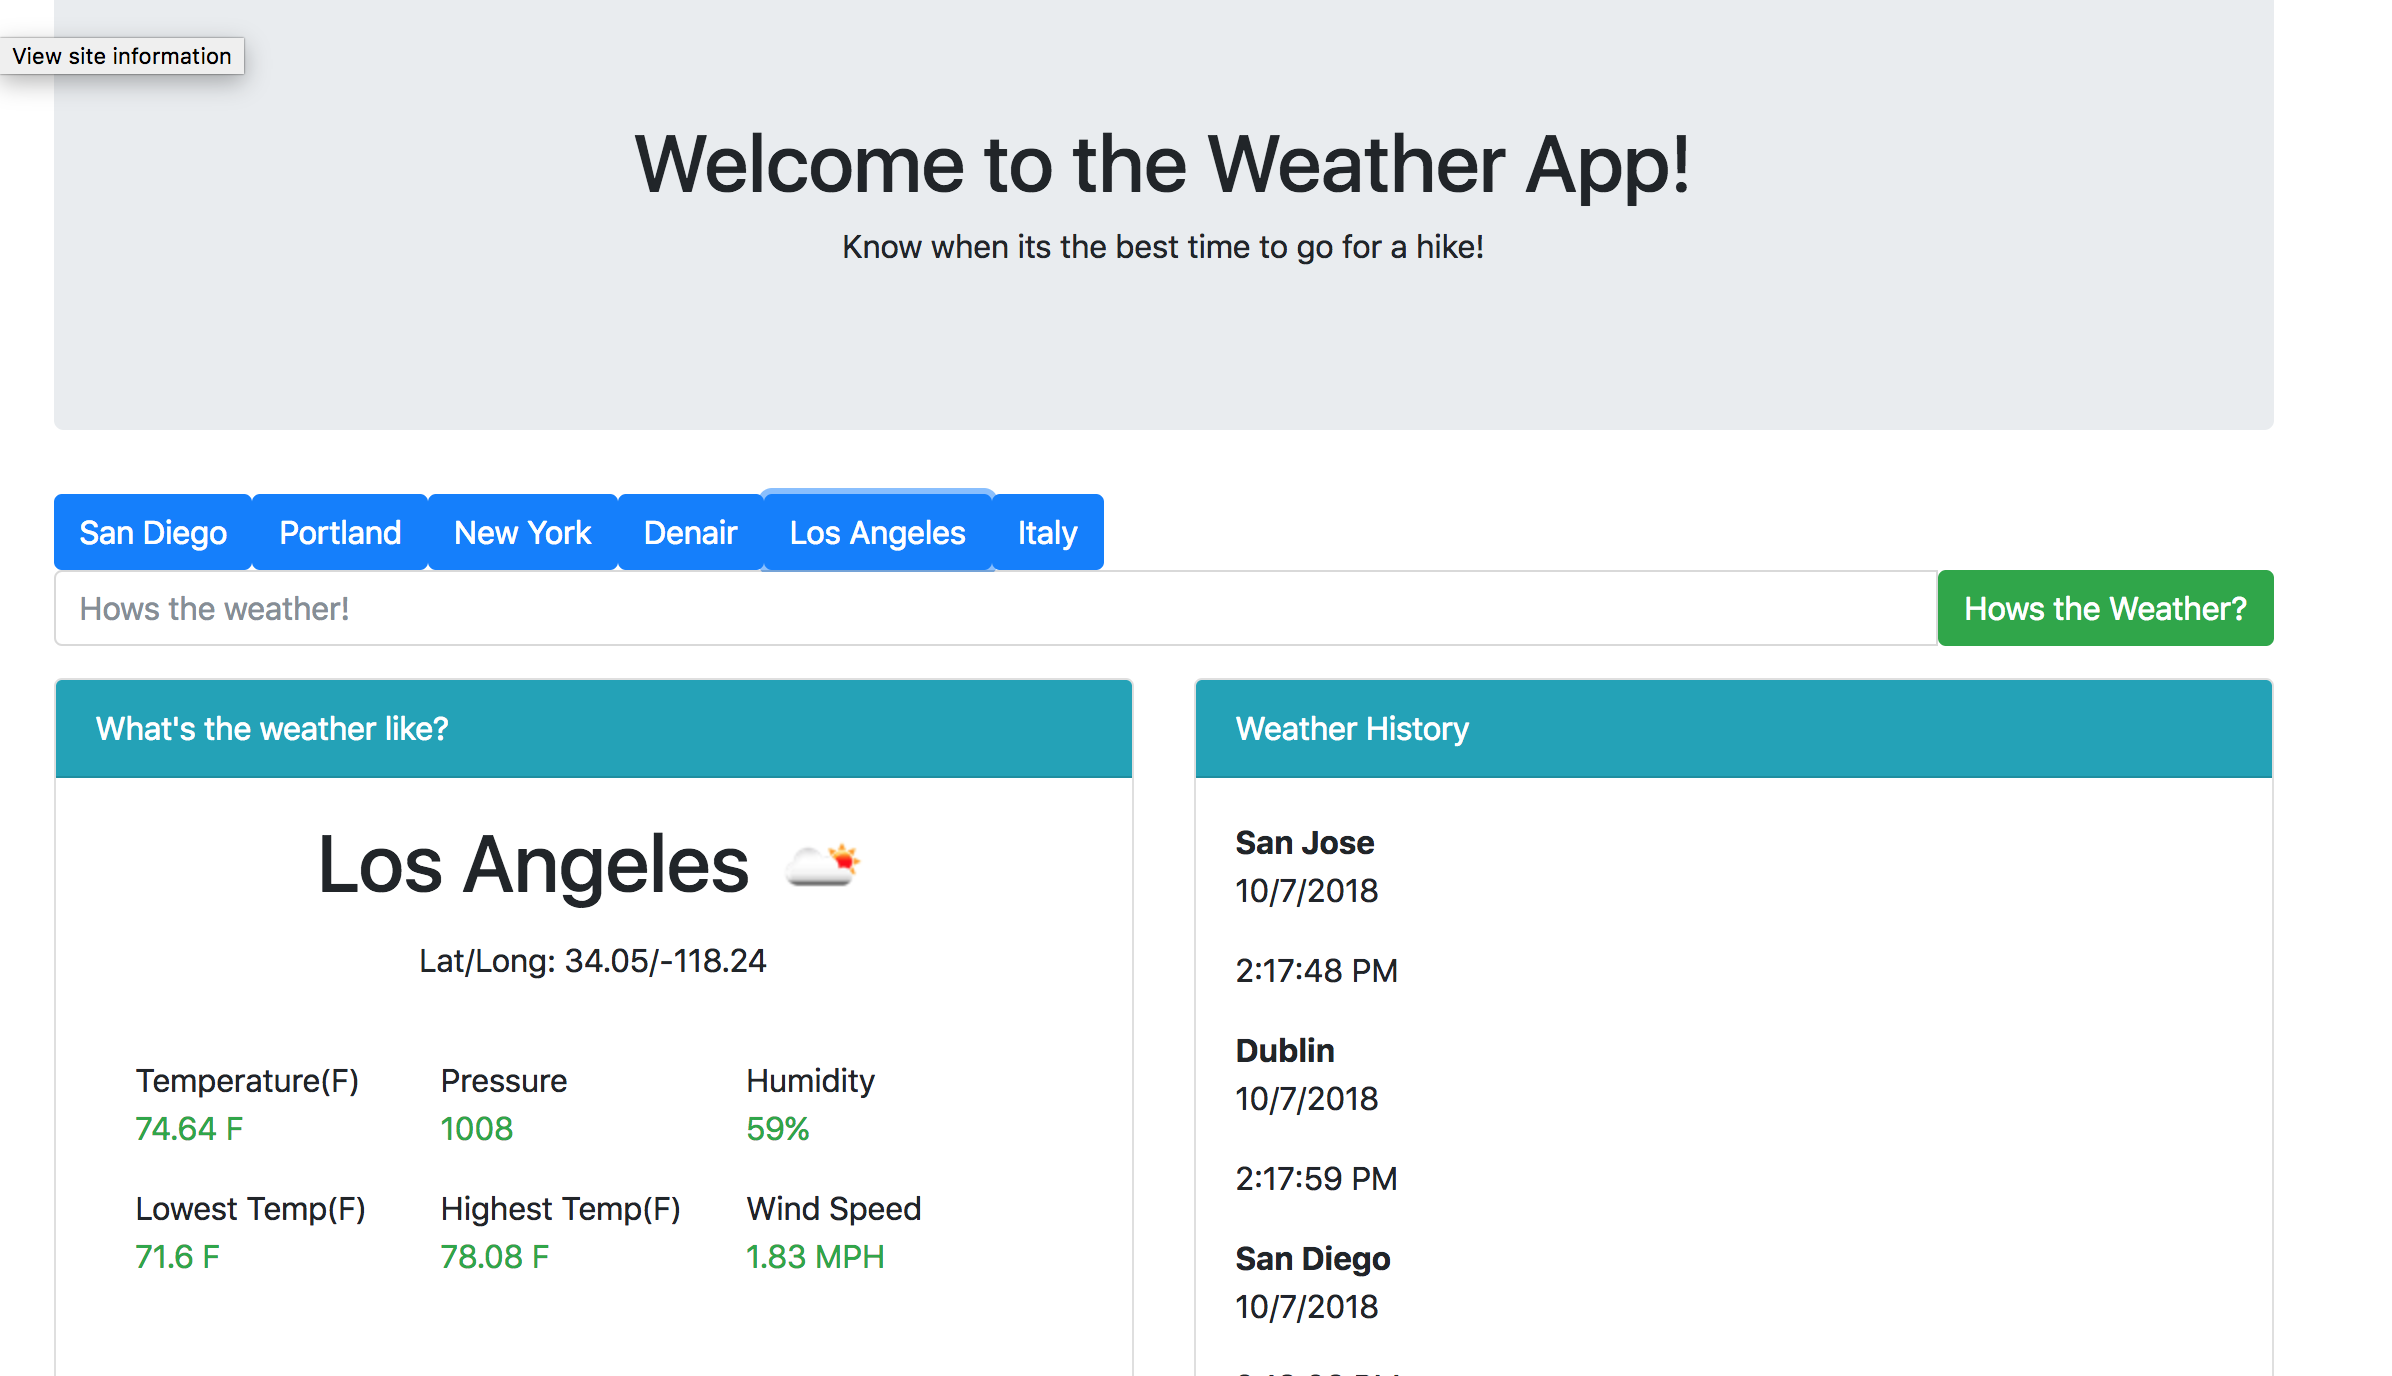 View site information
Welcome to the Weather App!
Know when its the best time to go for a hike!
San Diego Portland New York Denair Los Angeles Italy
Hows the weather! Hows the Weather?
What's the weather like?
Los Angeles
Lat/Long: 34.05/-118.24
Temperature(F) Pressure Humidity
74.64 F 1008 59%
Lowest Temp(F) Highest Temp(F) Wind Speed
71.6 F 78.08 F 1.83 MPH
Weather History
San Jose
10/7/2018
2:17:48 PM
Dublin
10/7/2018
2:17:59 PM
San Diego
10/7/2018